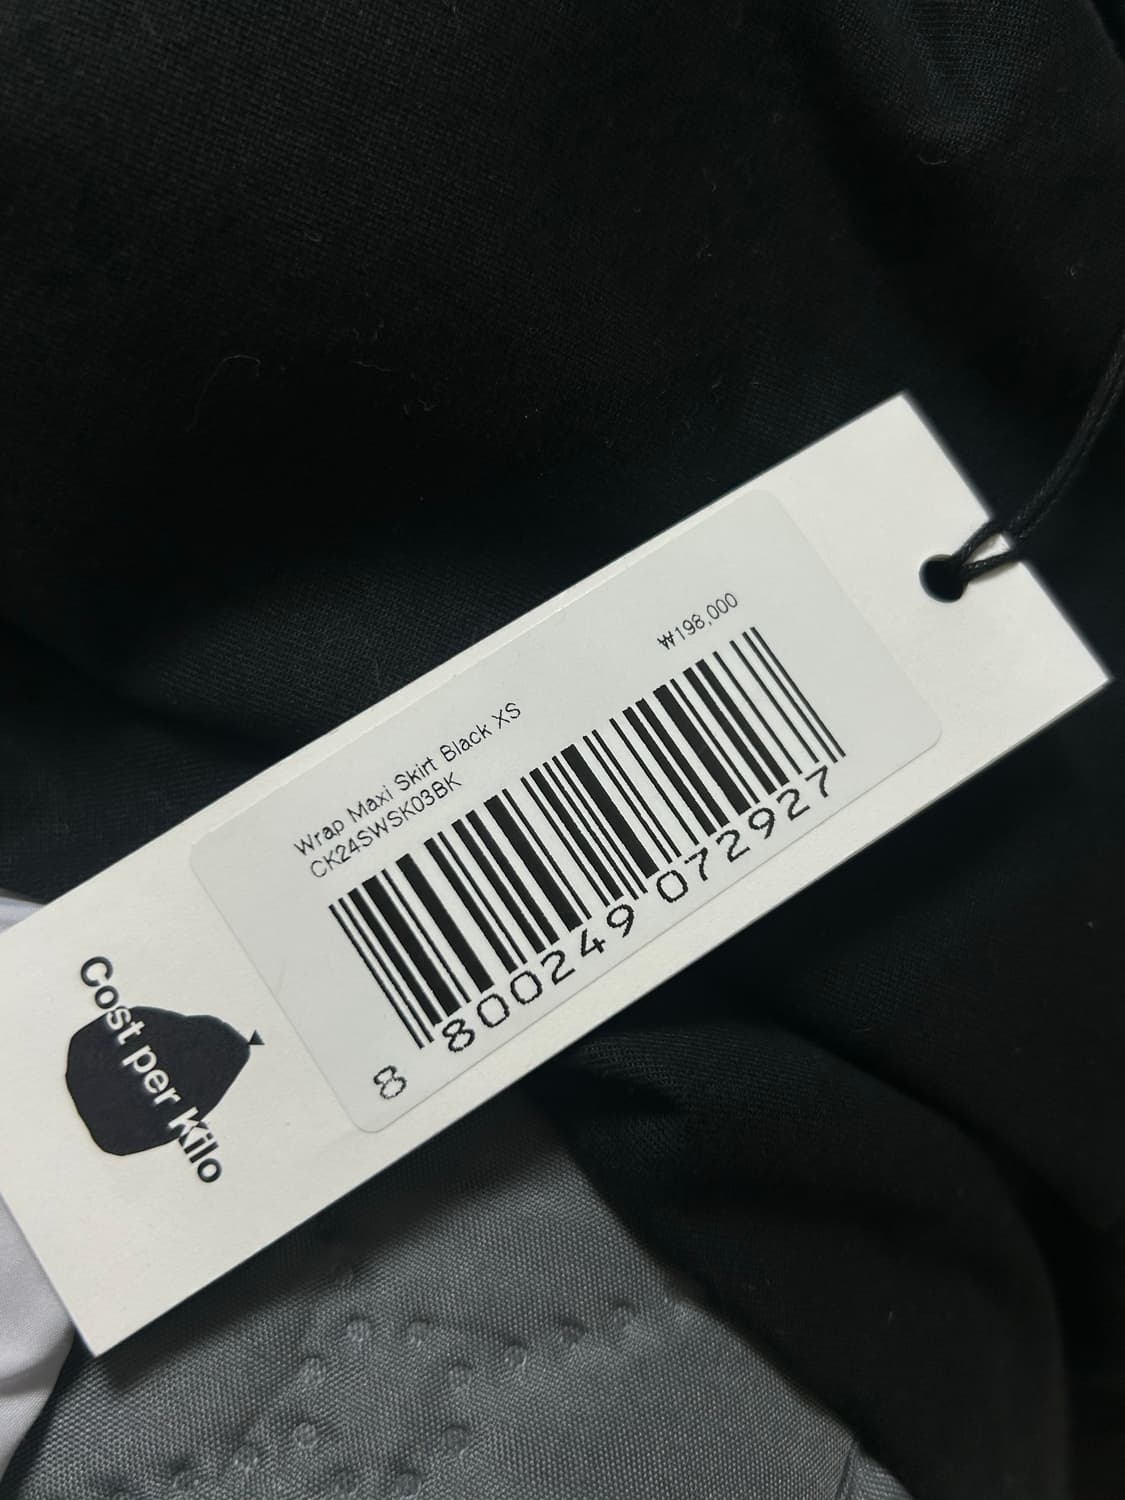 ₩198,000
Wrap Maxi Skirt Black XS
CK24SWSK03BK
8 800249 072927
Cost per Kilo